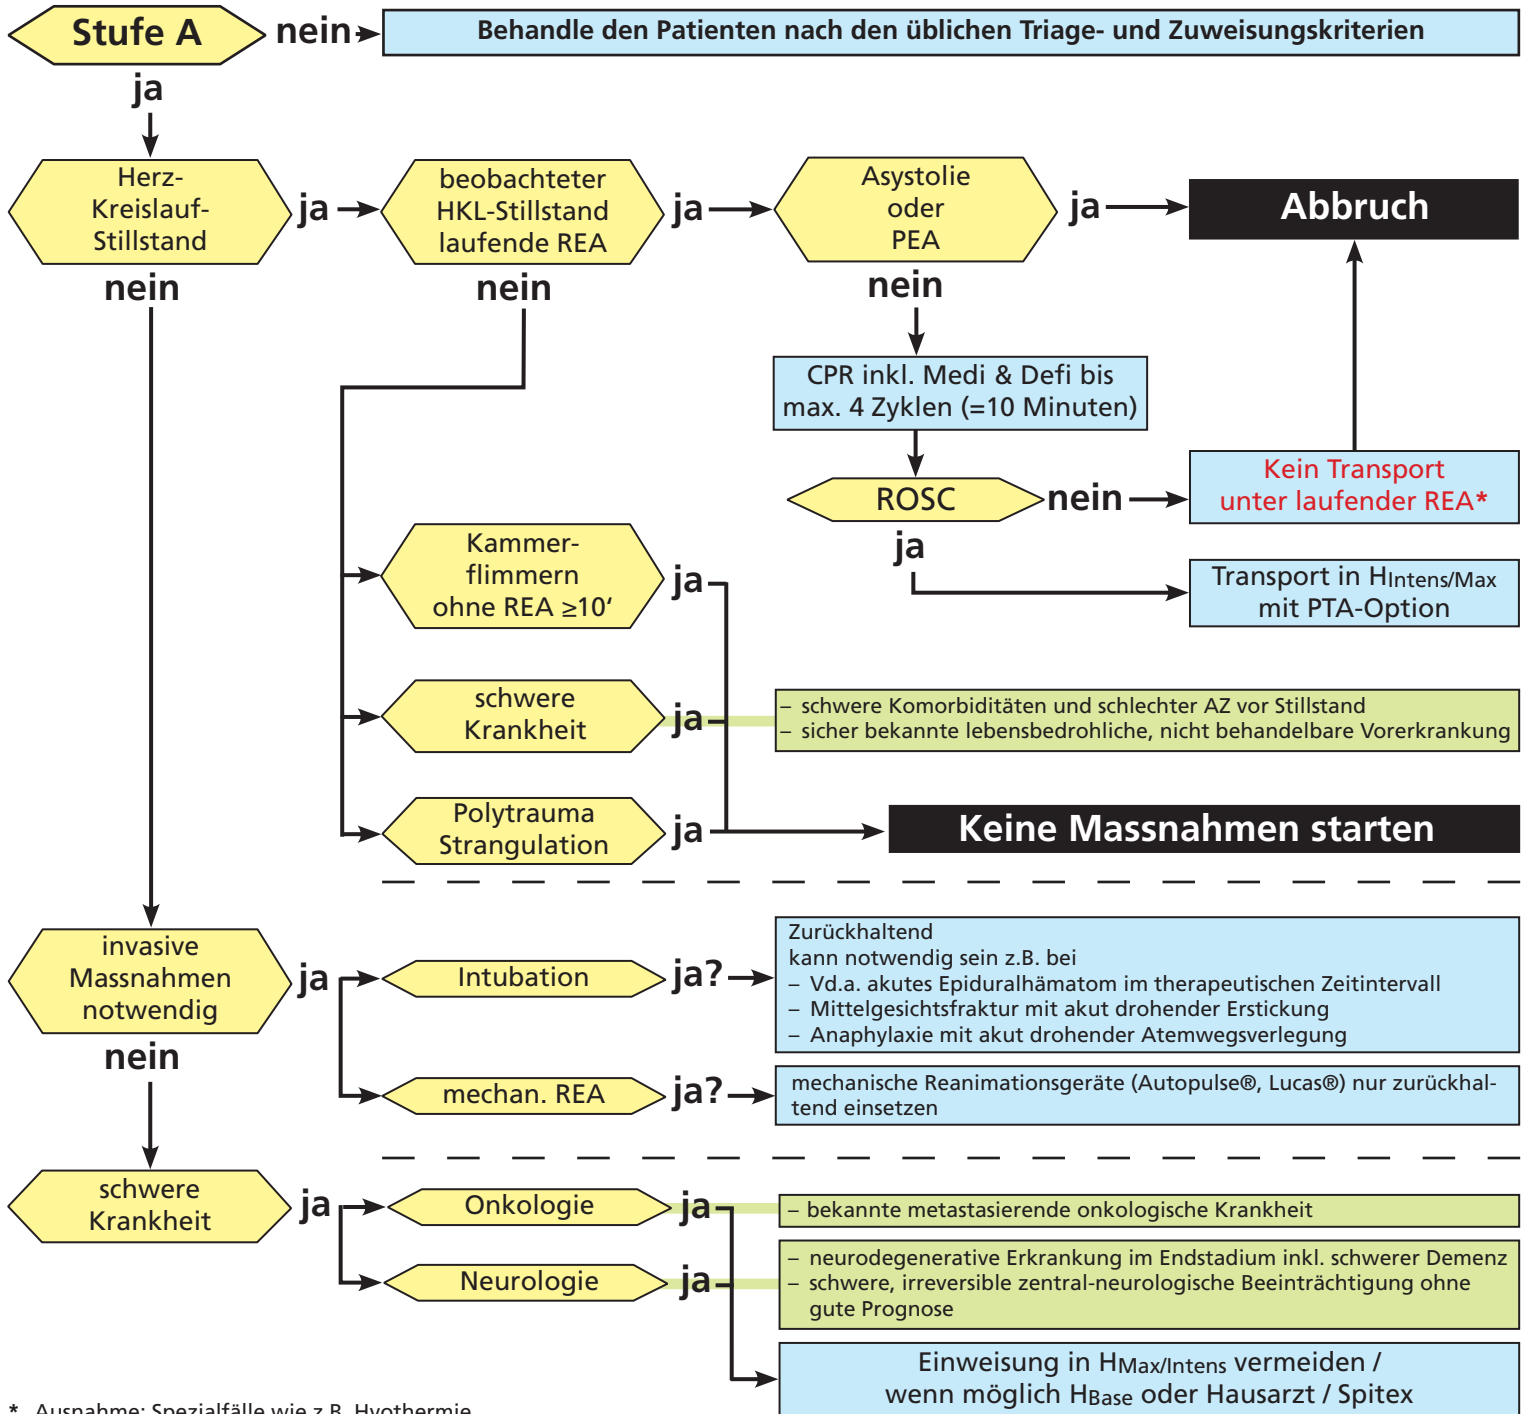 Stufe A
nein
Behandle den Patienten nach den üblichen Triage- und Zuweisungskriterien
ja
Herz-
Kreislauf-
Stillstand
ja
beobachteter
HKL-Stillstand
laufende REA
ja
Asystolie
oder
PEA
ja
Abbruch
nein
nein
nein
CPR inkl. Medi & Defi bis
max. 4 Zyklen (=10 Minuten)
ROSC
nein
Kein Transport
unter laufender REA*
ja
Transport in HIntens/Max
mit PTA-Option
Kammer-
flimmern
ohne REA ≥10‘
ja
schwere
Krankheit
ja
– schwere Komorbiditäten und schlechter AZ vor Stillstand
– sicher bekannte lebensbedrohliche, nicht behandelbare Vorerkrankung
Polytrauma
Strangulation
ja
Keine Massnahmen starten
invasive
Massnahmen
notwendig
ja
Intubation
ja?
Zurückhaltend
kann notwendig sein z.B. bei
– Vd.a. akutes Epiduralhämatom im therapeutischen Zeitintervall
– Mittelgesichtsfraktur mit akut drohender Erstickung
– Anaphylaxie mit akut drohender Atemwegsverlegung
nein
mechan. REA
ja?
mechanische Reanimationsgeräte (Autopulse®, Lucas®) nur zurückhal-
tend einsetzen
schwere
Krankheit
ja
Onkologie
ja
– bekannte metastasierende onkologische Krankheit
Neurologie
ja
– neurodegenerative Erkrankung im Endstadium inkl. schwerer Demenz
– schwere, irreversible zentral-neurologische Beeinträchtigung ohne
gute Prognose
Einweisung in HMax/Intens vermeiden /
wenn möglich HBase oder Hausarzt / Spitex
* Ausnahme: Spezialfälle wie z.B. Hyothermie